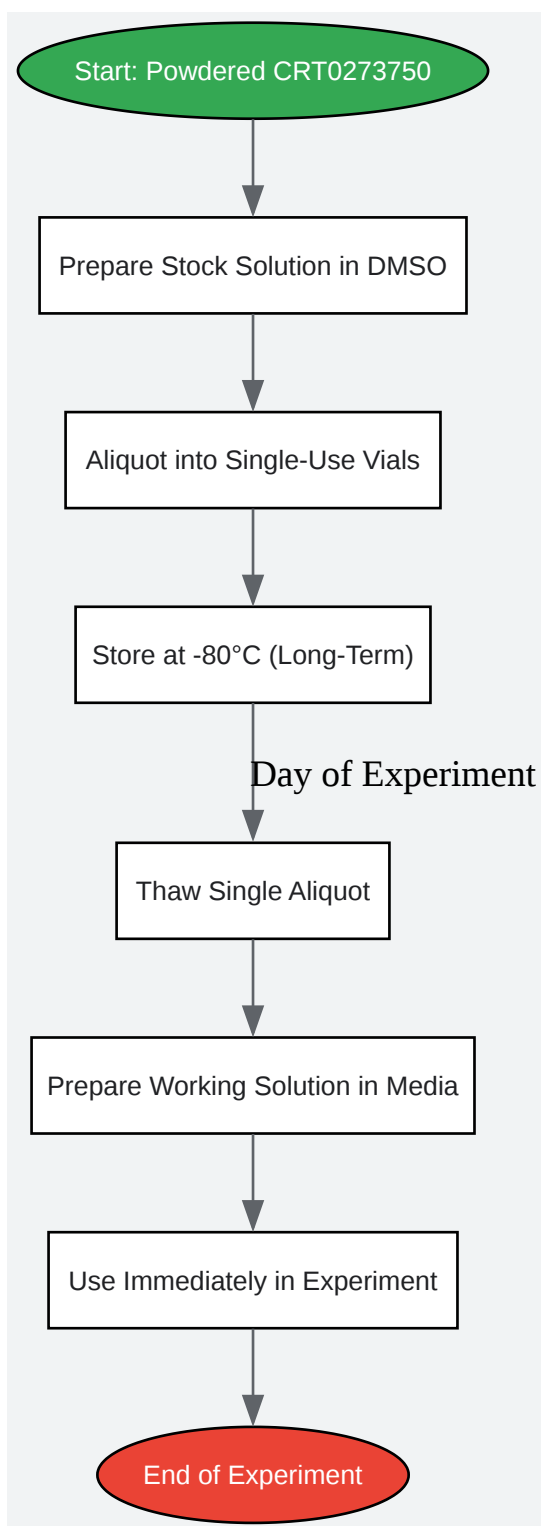 Start: Powdered CRT0273750
Prepare Stock Solution in DMSO
Aliquot into Single-Use Vials
Store at -80°C (Long-Term)
Day of Experiment
Thaw Single Aliquot
Prepare Working Solution in Media
Use Immediately in Experiment
End of Experiment